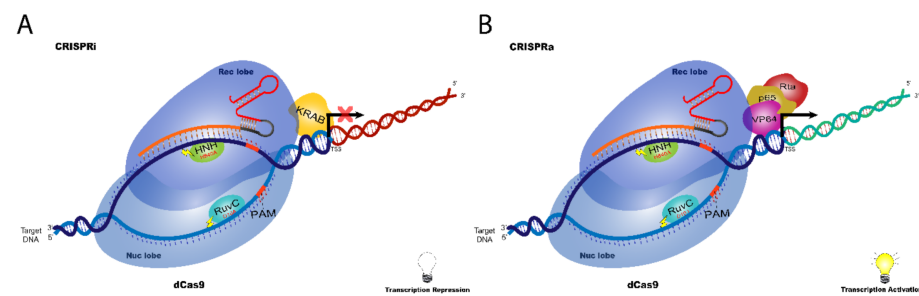 A
CRISPRi
Rec lobe
KRAB
TSS
5'
3'
HNH
H840A
RuvC
PAM
Target
DNA
3'
5'
Nuc lobe
dCas9
Transcription Repression
B
CRISPRa
Rec lobe
Rta
p65
VP64
TSS
5'
3'
HNH
H840A
RuvC
PAM
Target
DNA
3'
5'
Nuc lobe
dCas9
Transcription Activation